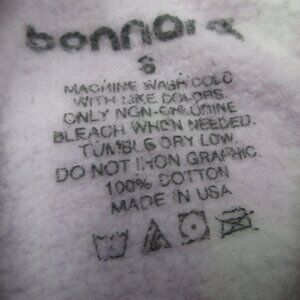 S
MACHINE WASH COLD
WITH LIKE COLORS.
ONLY NON-CHLORINE
BLEACH WHEN NEEDED.
TUMBLE DRY LOW.
DO NOT IRON GRAPHIC.
100% COTTON
MADE IN USA